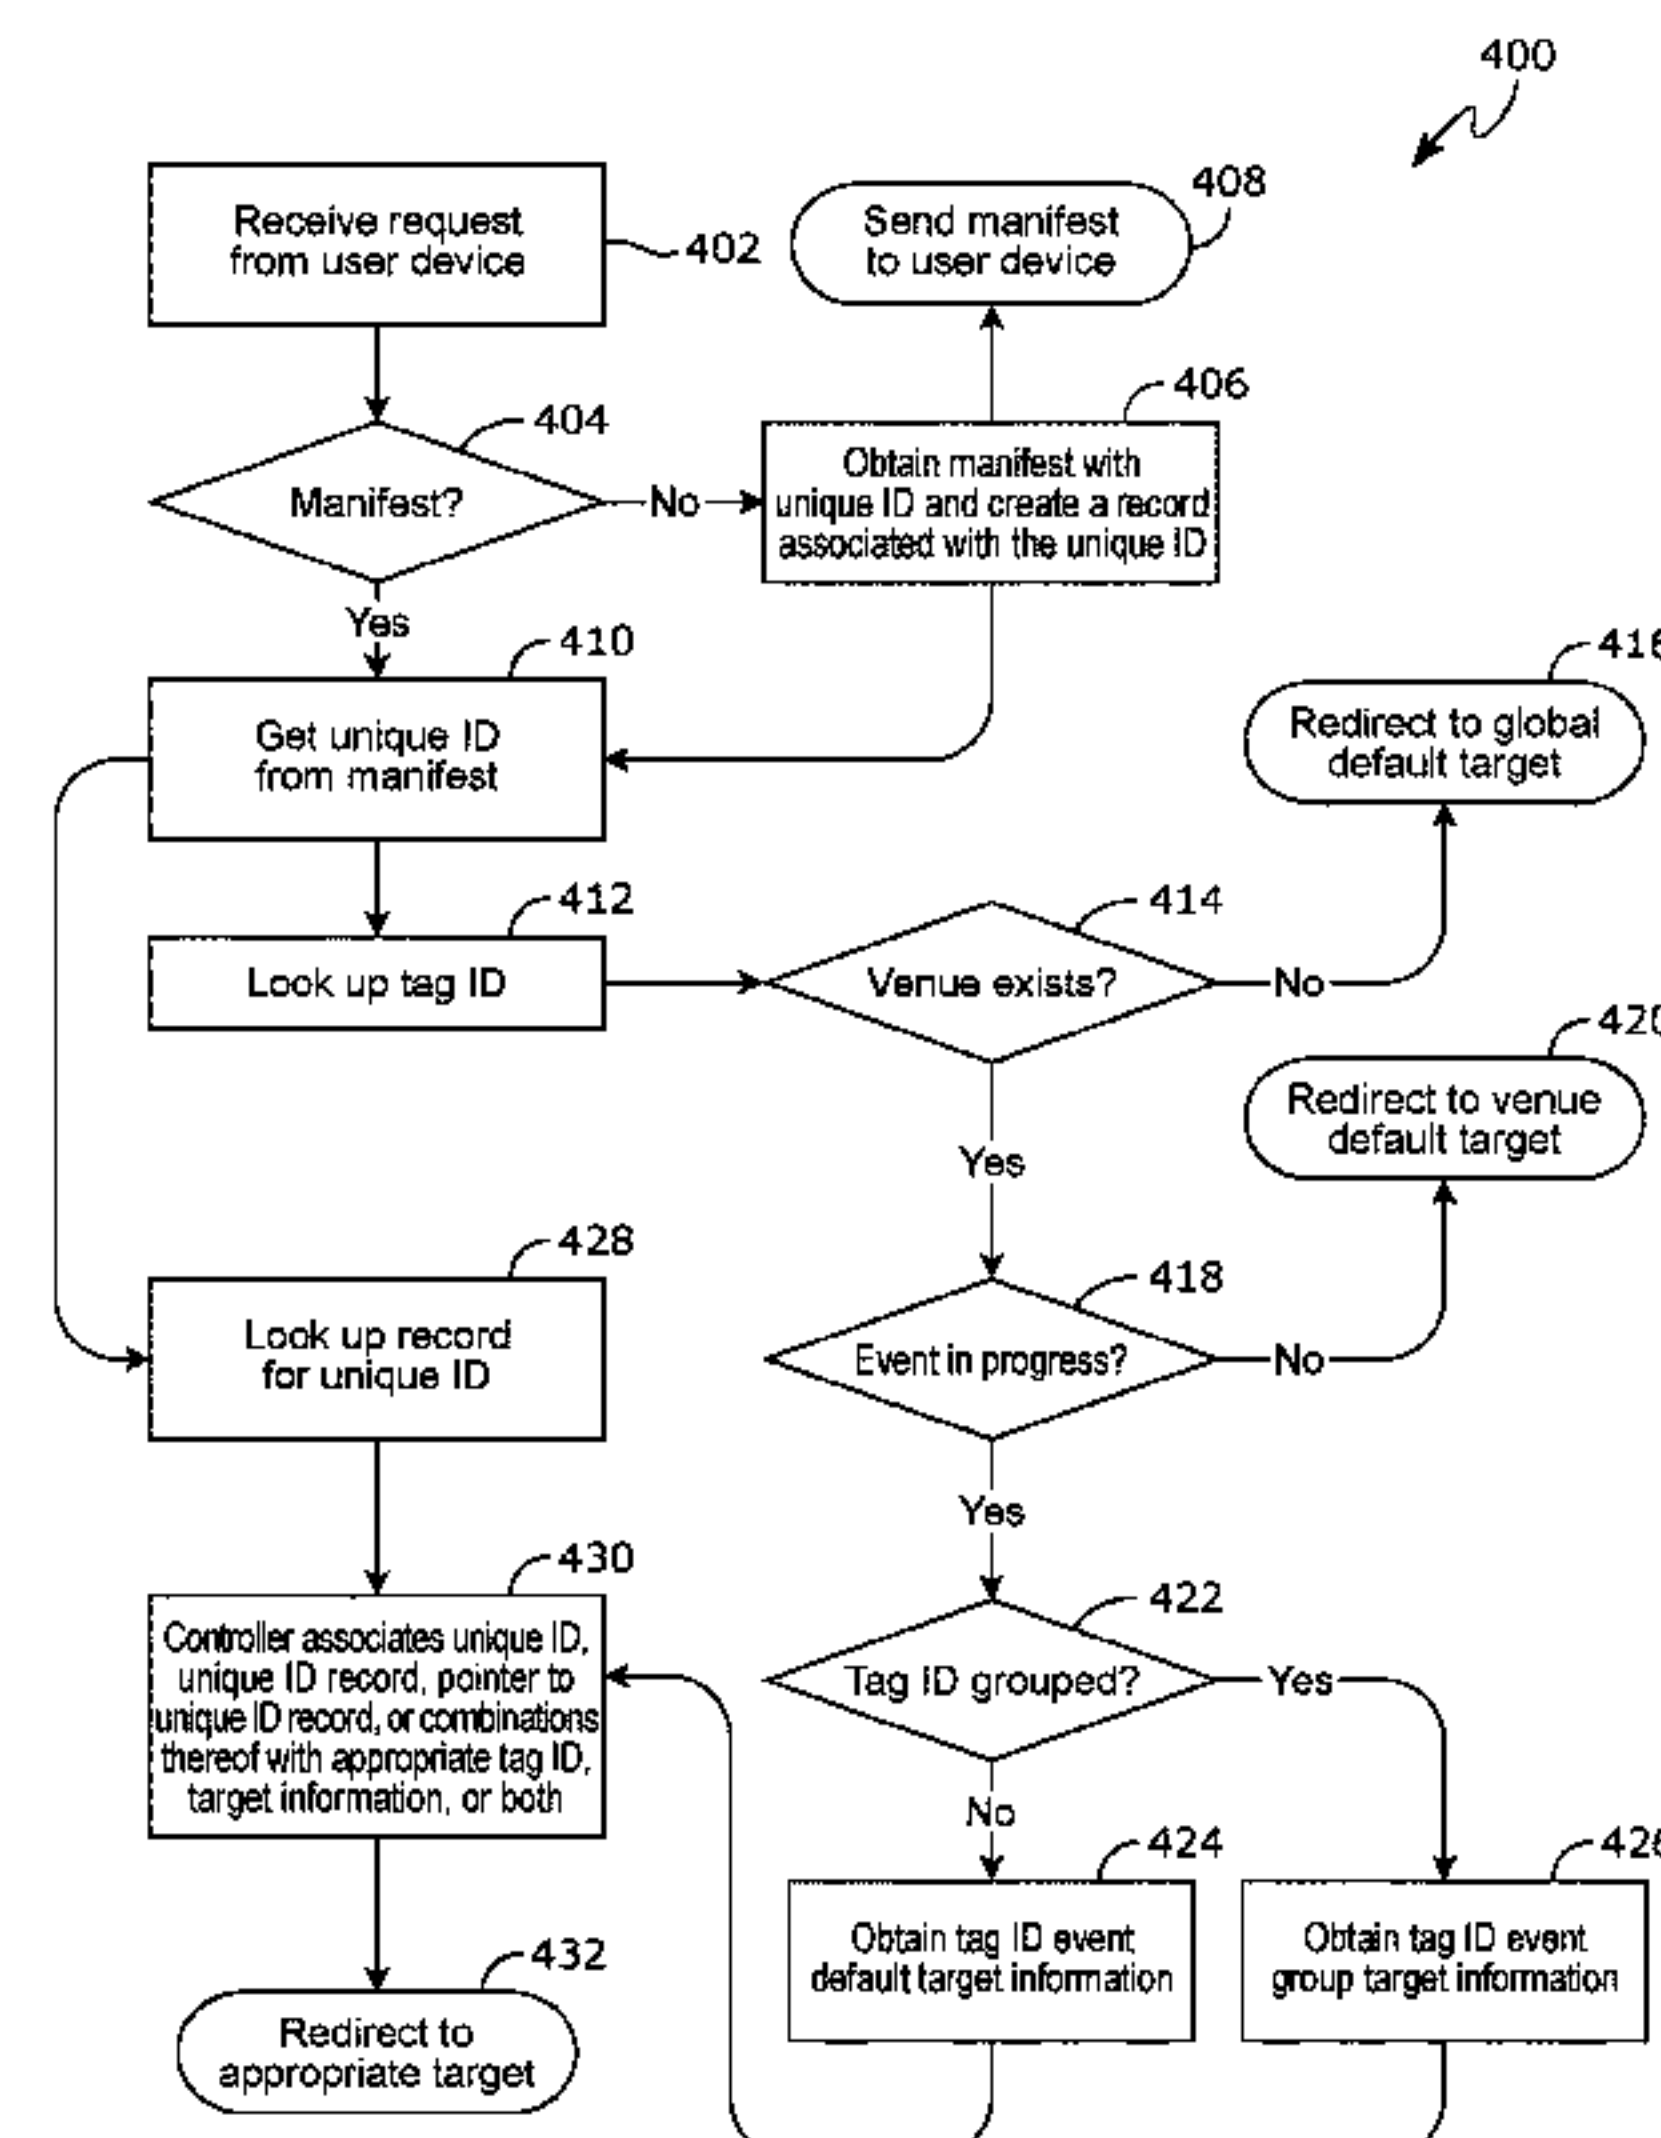 400
Receive request
from user device
402
Send manifest
to user device
408
404
Manifest?
No
406
Obtain manifest with
unique ID and create a record
associated with the unique ID
Yes
410
Get unique ID
from manifest
416
Redirect to global
default target
412
Look up tag ID
414
Venue exists?
No
420
Redirect to venue
default target
Yes
428
Look up record
for unique ID
418
Event in progress?
No
Yes
430
Controller associates unique ID,
unique ID record, pointer to
unique ID record, or combinations
thereof with appropriate tag ID,
target information, or both
422
Tag ID grouped?
Yes
No
424
Obtain tag ID event
default target information
426
Obtain tag ID event
group target information
432
Redirect to
appropriate target